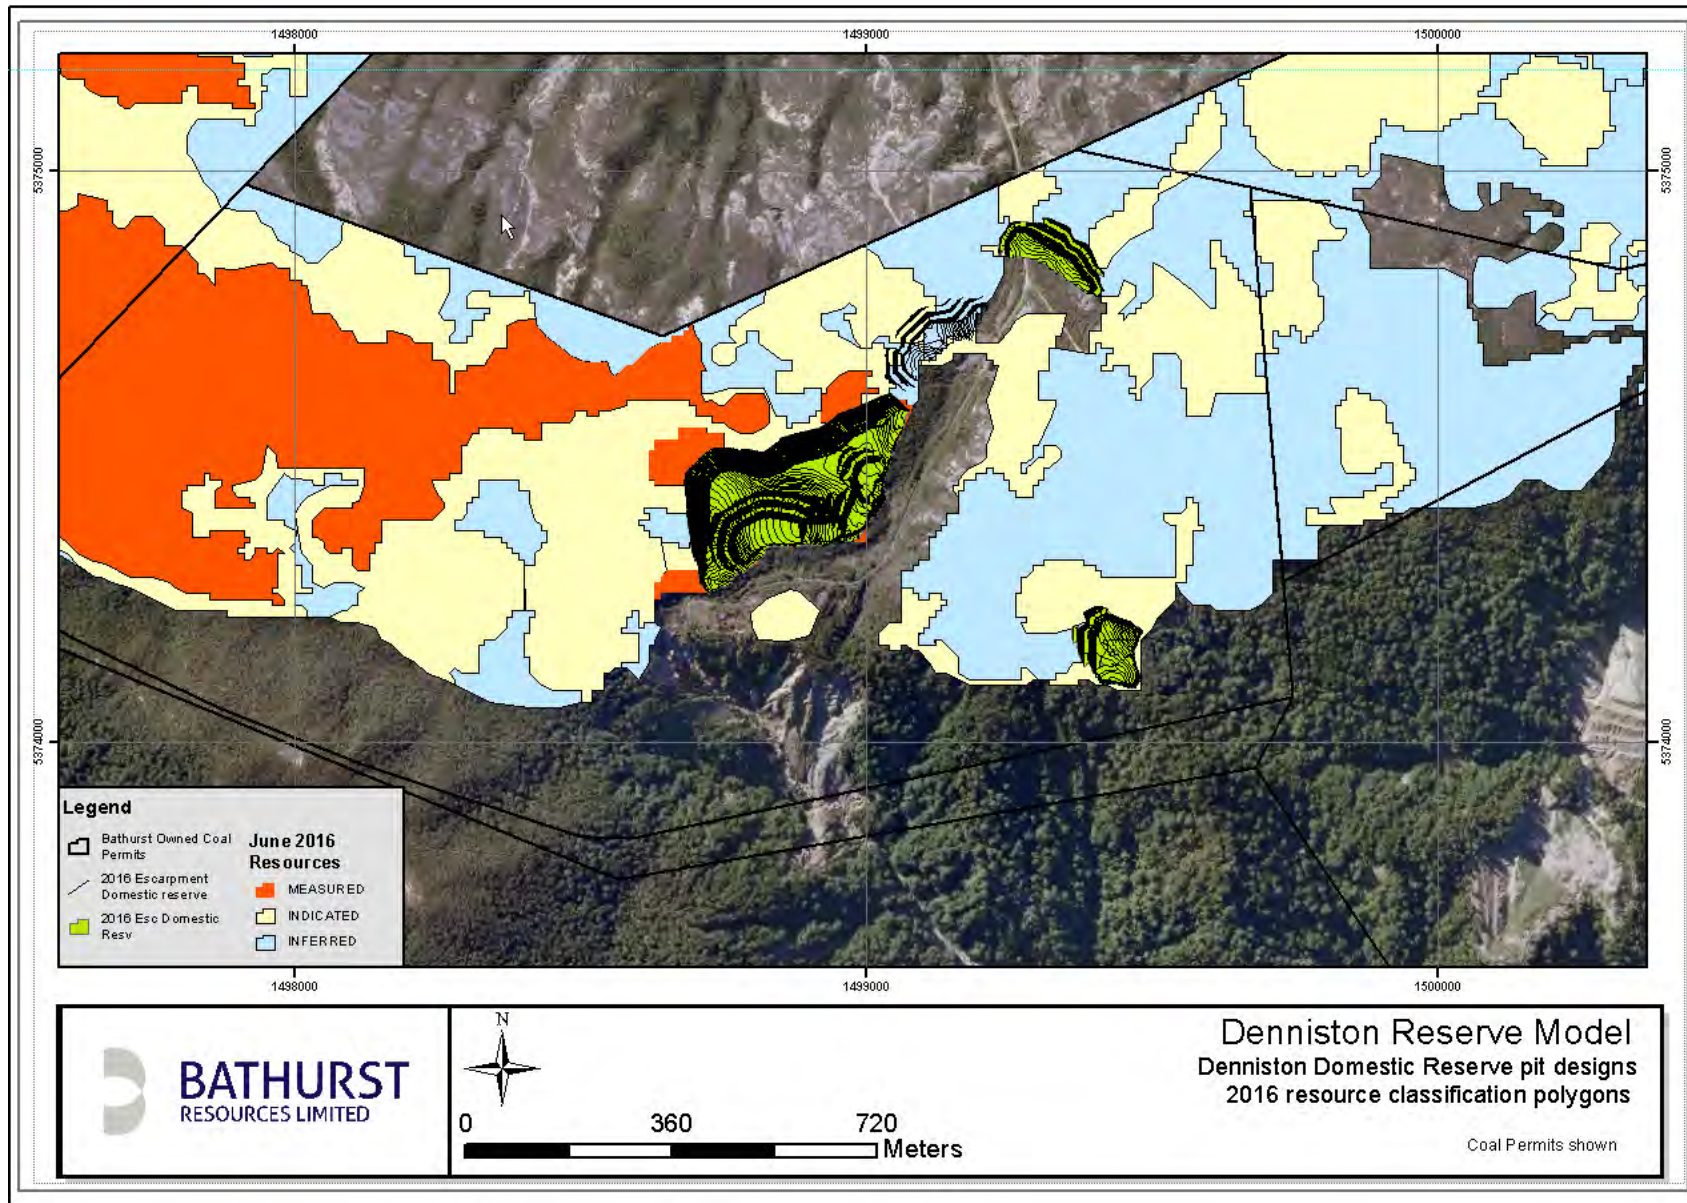 1498000
1499000
1500000
5375000
5375000
5374000
5374000
Legend
Bathurst Owned Coal
Permits
2016 Escarpment
Domestic reserve
2016 Esc Domestic
Resv
June 2016
Resources
MEASURED
INDICATED
INFERRED
1498000
1499000
1500000
BATHURST
RESOURCES LIMITED
N
0 360 720
Meters
Denniston Reserve Model
Denniston Domestic Reserve pit designs
2016 resource classification polygons
Coal Permits shown